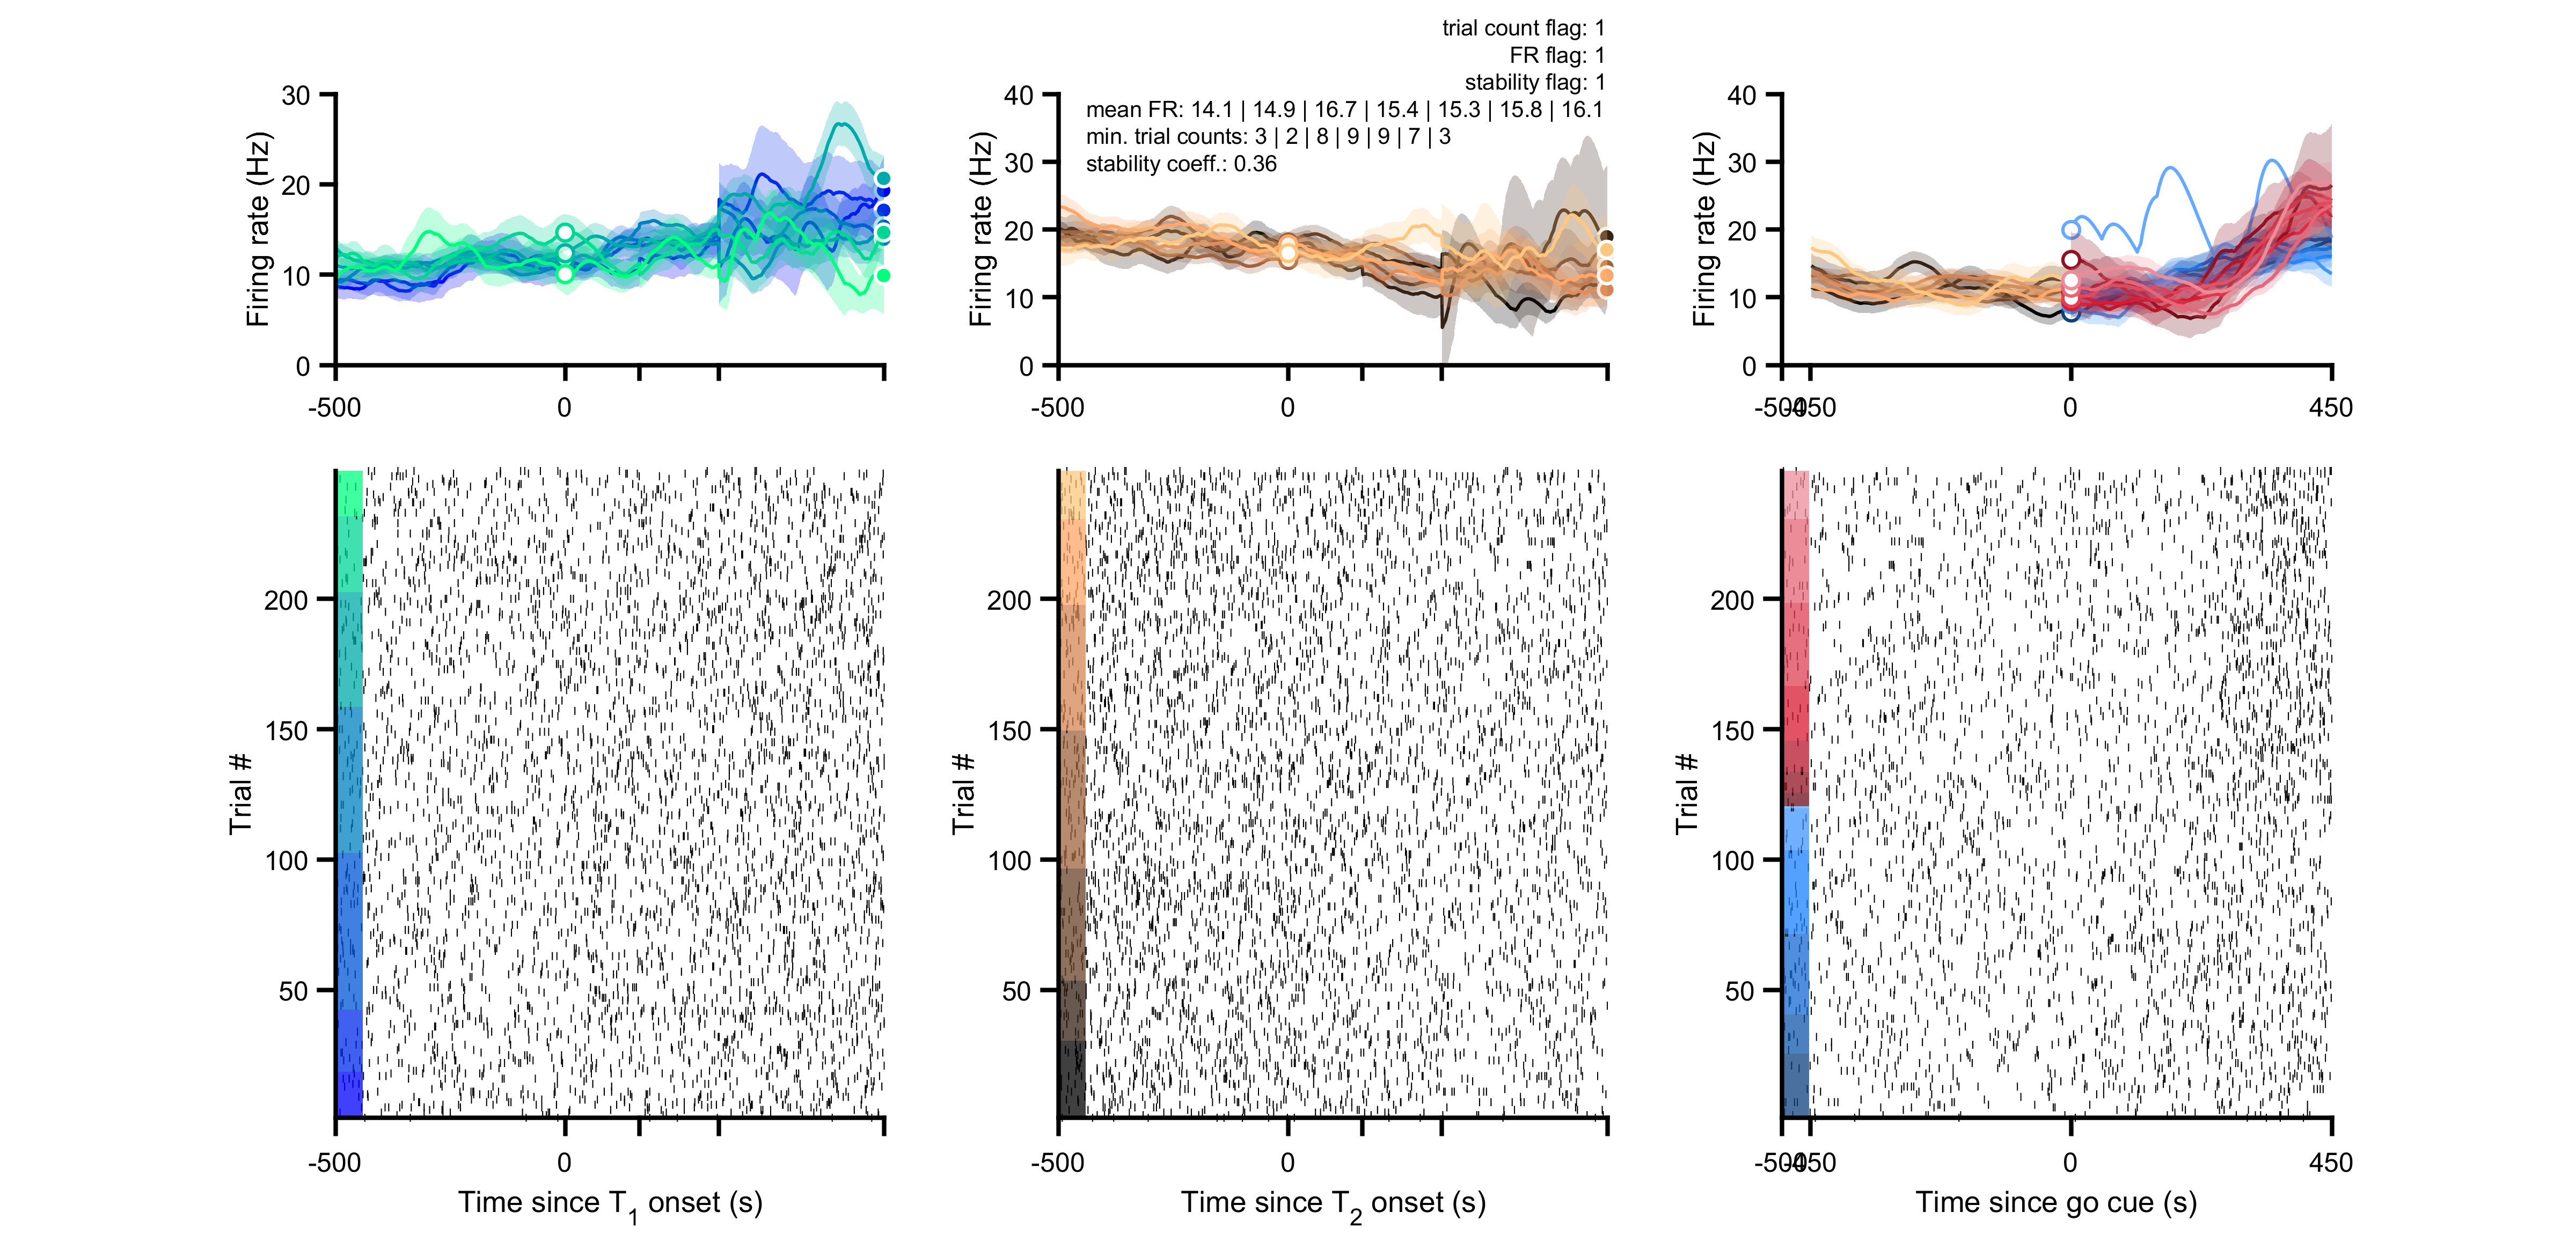 trial count flag: 1
FR flag: 1
stability flag: 1
mean FR: 14.1 | 14.9 | 16.7 | 15.4 | 15.3 | 15.8 | 16.1
min. trial counts: 3 | 2 | 8 | 9 | 9 | 7 | 3
stability coeff.: 0.36
Firing rate (Hz)
30
20
10
0
-500
0
Firing rate (Hz)
40
30
20
10
0
-500
0
Firing rate (Hz)
40
30
20
10
0
-500
-450
0
450
Trial #
200
150
100
50
-500
0
Time since T1 onset (s)
Trial #
200
150
100
50
-500
0
Time since T2 onset (s)
Trial #
200
150
100
50
-500
-450
0
450
Time since go cue (s)